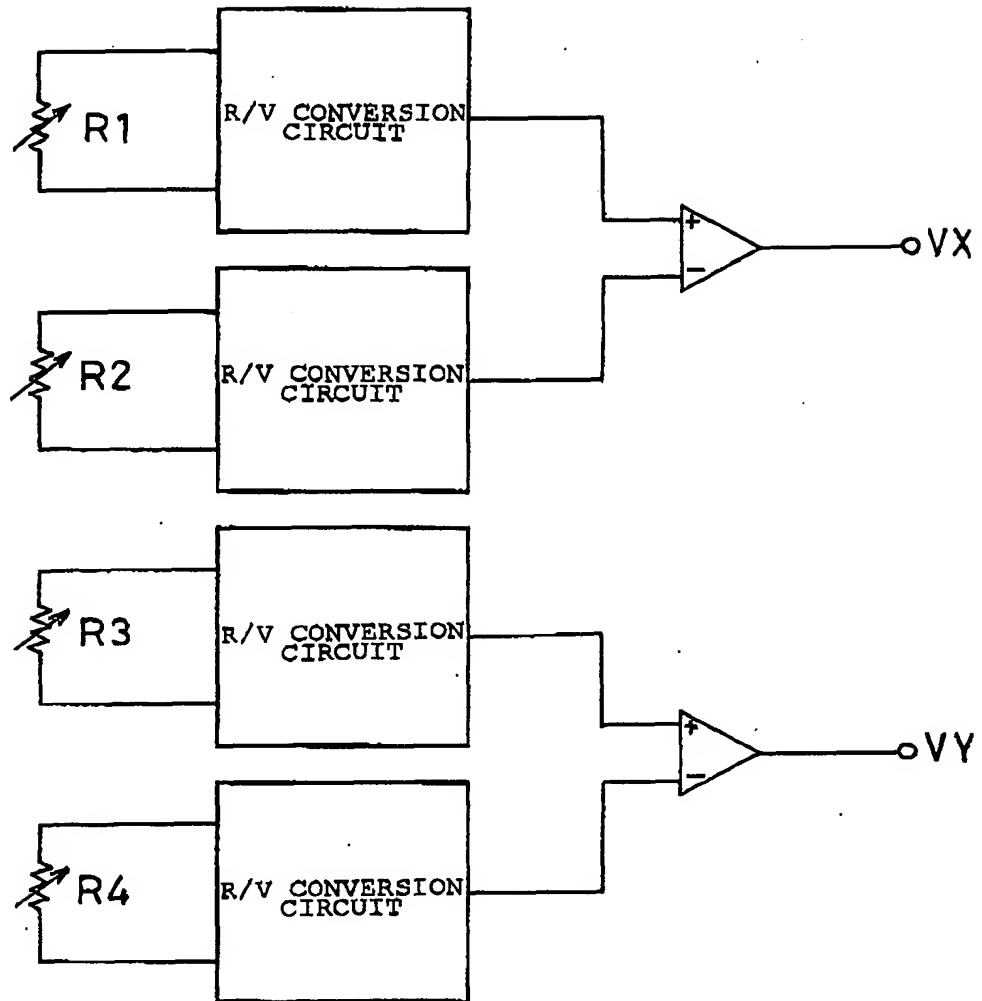 R1
R/V CONVERSION
CIRCUIT
+
-
VX
R2
R/V CONVERSION
CIRCUIT
R3
R/V CONVERSION
CIRCUIT
+
-
VY
R4
R/V CONVERSION
CIRCUIT